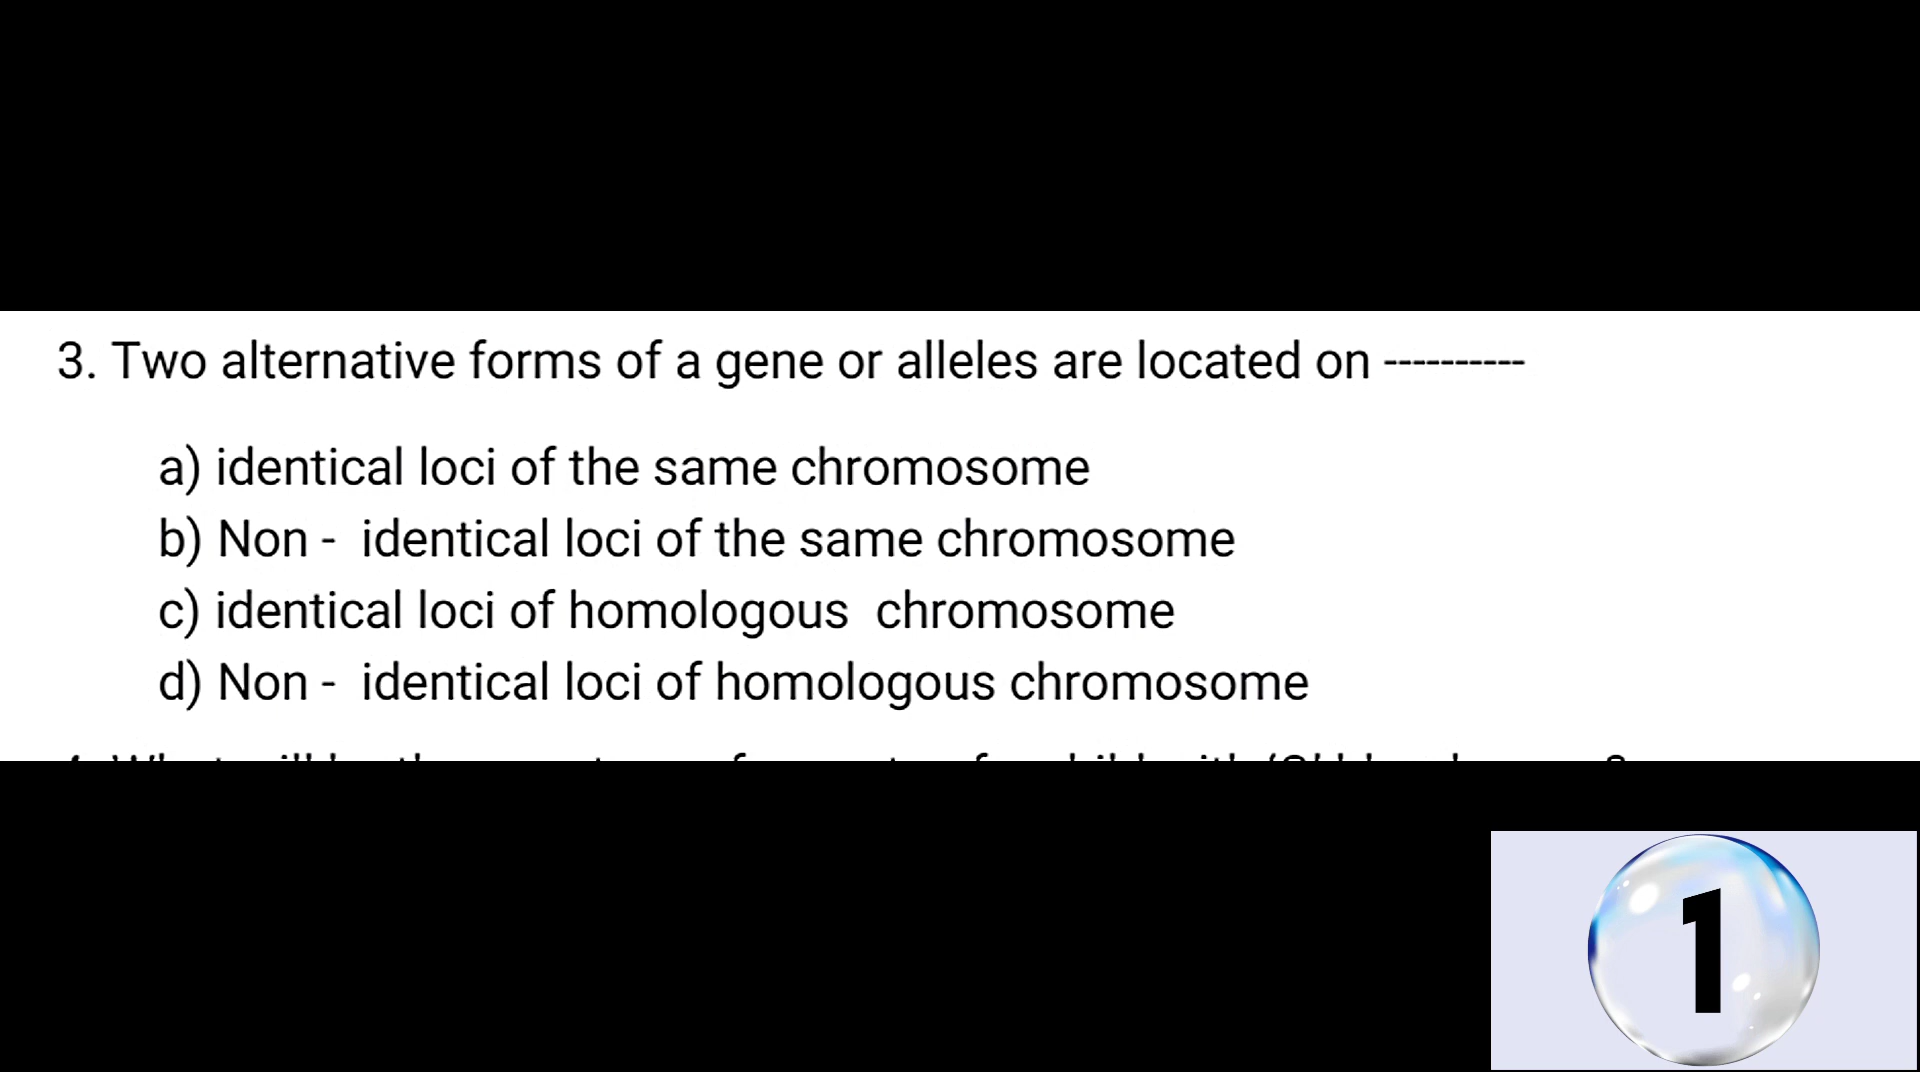 3. Two alternative forms of a gene or alleles are located on ----------
a) identical loci of the same chromosome
b) Non - identical loci of the same chromosome
c) identical loci of homologous chromosome
d) Non - identical loci of homologous chromosome
1